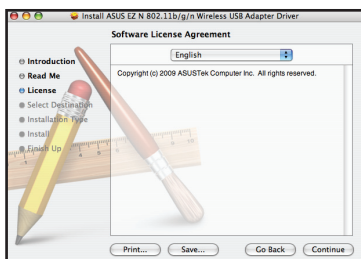 Install ASUS EZ N 802.11b/g/n Wireless USB Adapter Driver
Software License Agreement
Introduction
Read Me
License
Select Destination
Installation Type
Install
Finish Up
English
Copyright (c) 2009 ASUSTek Computer Inc. All rights reserved.
Print...
Save...
Go Back
Continue